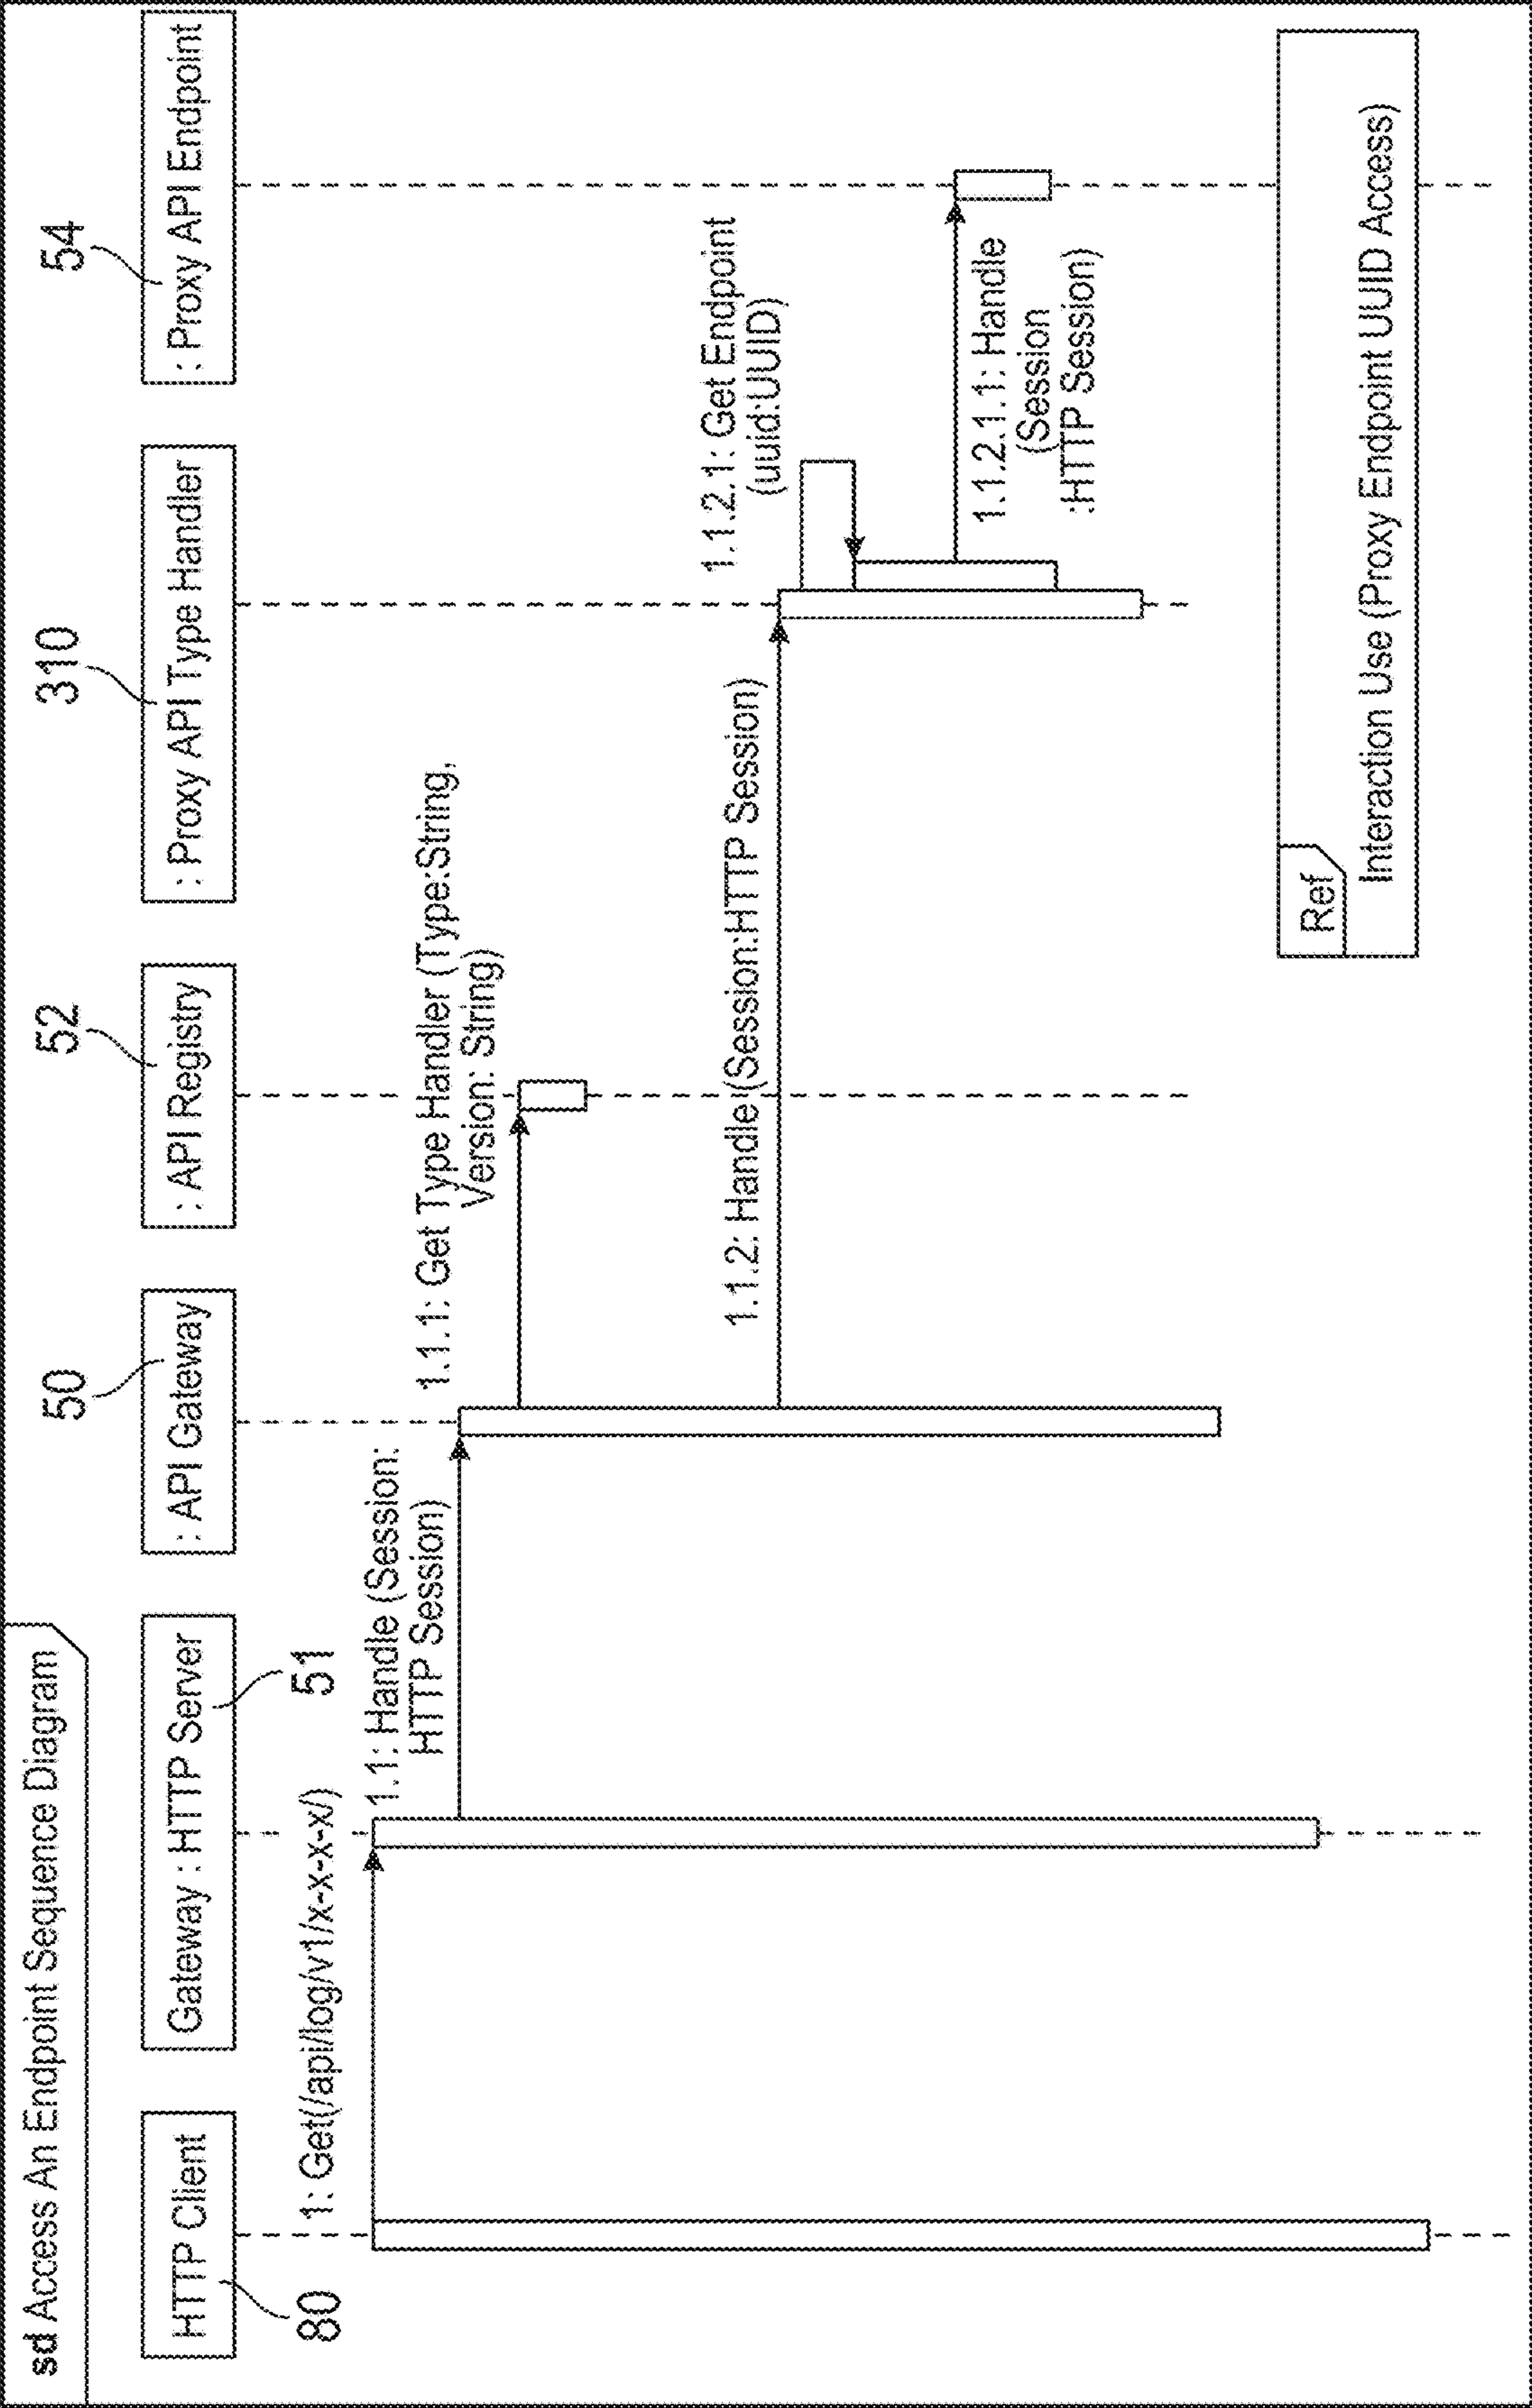 sd Access An Endpoint Sequence Diagram
HTTP Client
80
Gateway : HTTP Server
51
: API Gateway
50
: API Registry
52
: Proxy API Type Handler
310
: Proxy API Endpoint
54
1: Get(/api/log/v1/x-x-x/)
1.1: Handle (Session:
HTTP Session)
1.1.1: Get Type Handler (Type:String,
Version: String)
1.1.2: Handle (Session:HTTP Session)
1.1.2.1: Get Endpoint
(uuid:UUID)
1.1.2.1.1: Handle
(Session
:HTTP Session)
Ref
Interaction Use (Proxy Endpoint UUID Access)